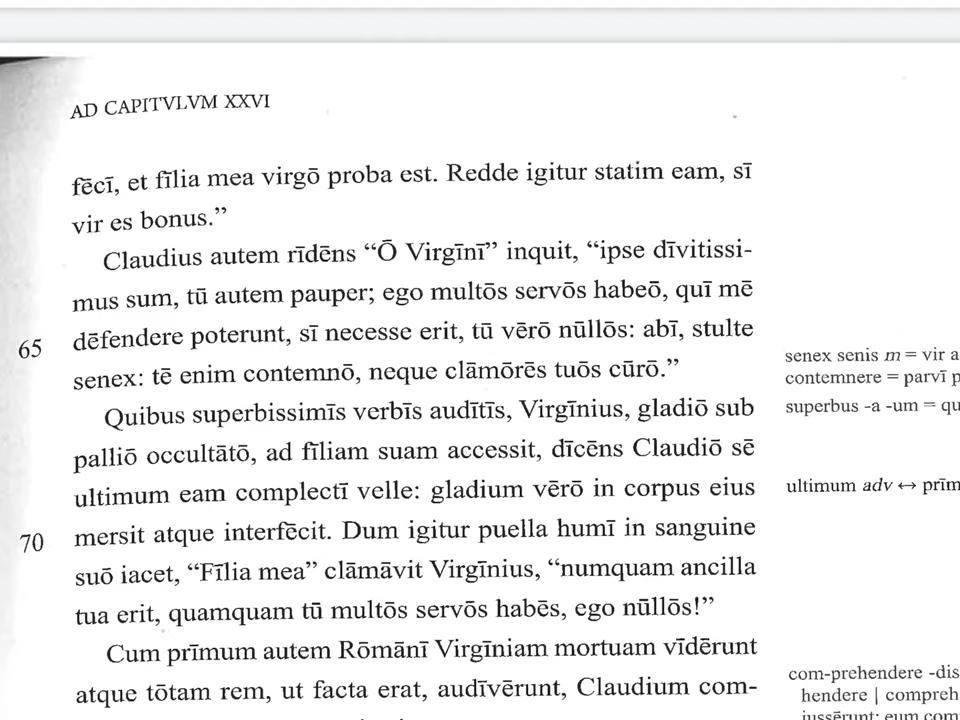 AD CAPITVLVM XXVI
fēcī, et fīlia mea virgō proba est. Redde igitur statim eam, sī
vir es bonus.”
Claudius autem rīdēns “Ō Virgīnī” inquit, “ipse dīvitissi-
mus sum, tū autem pauper; ego multōs servōs habeō, quī mē
65 dēfendere poterunt, sī necesse erit, tū vērō nūllōs: abī, stulte
senex: tē enim contemnō, neque clāmōrēs tuōs cūrō.”
Quibus superbissimīs verbīs audītīs, Virgīnius, gladiō sub
palliō occultātō, ad fīliam suam accessit, dīcēns Claudiō sē
ultimum eam complectī velle: gladium vērō in corpus eius
70 mersit atque interfēcit. Dum igitur puella humī in sanguine
suō iacet, “Fīlia mea” clāmāvit Virgīnius, “numquam ancilla
tua erit, quamquam tū multōs servōs habēs, ego nūllōs!”
Cum prīmum autem Rōmānī Virgīniam mortuam vīdērunt
atque tōtam rem, ut facta erat, audīvērunt, Claudium com-
senex senis m = vir a
contemnere = parvī p
superbus -a -um = qu
ultimum adv ↔ prīm
com-prehendere -dis
hendere | compreh
iussērunt: eum com